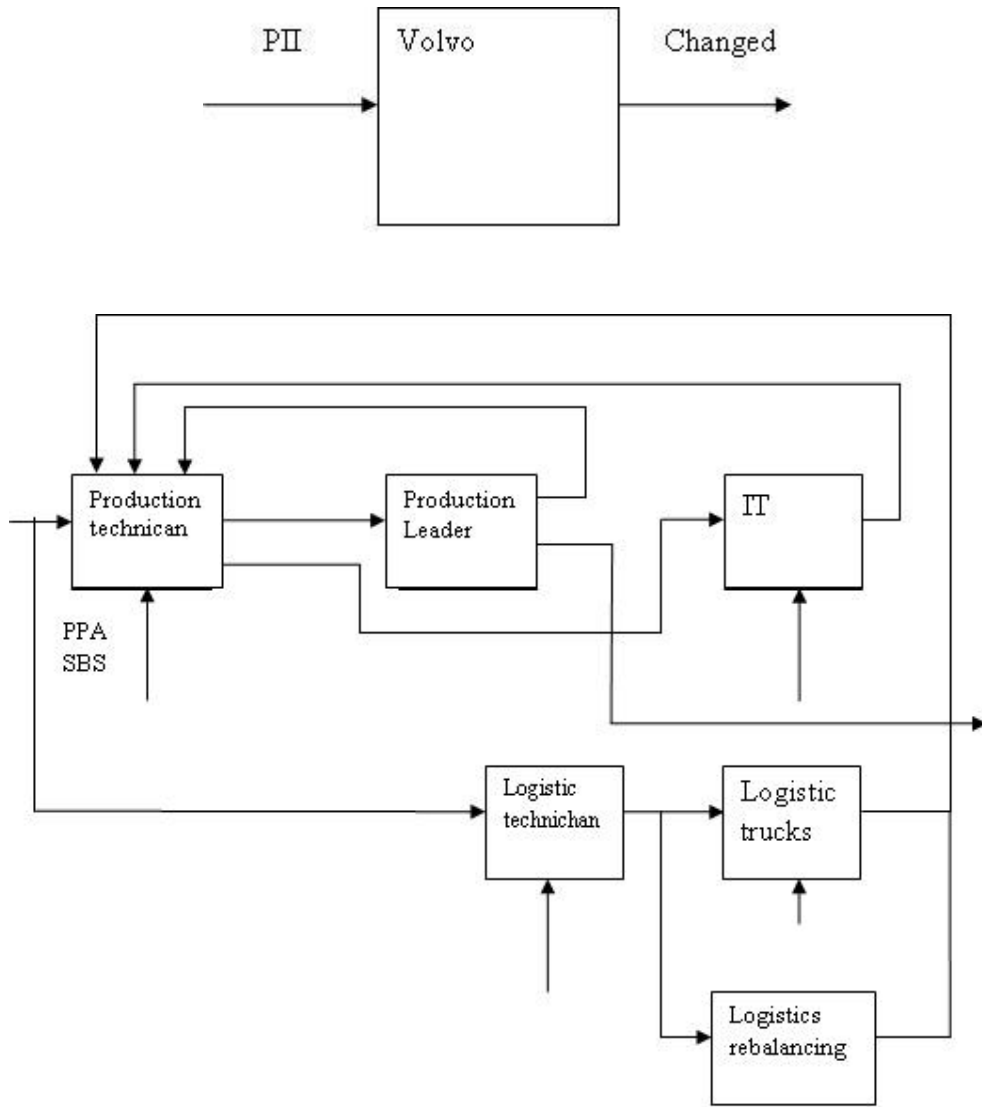 PII
Volvo
Changed
Production
technican
Production
Leader
IT
PPA
SBS
Logistic
technichan
Logistic
trucks
Logistics
rebalancing